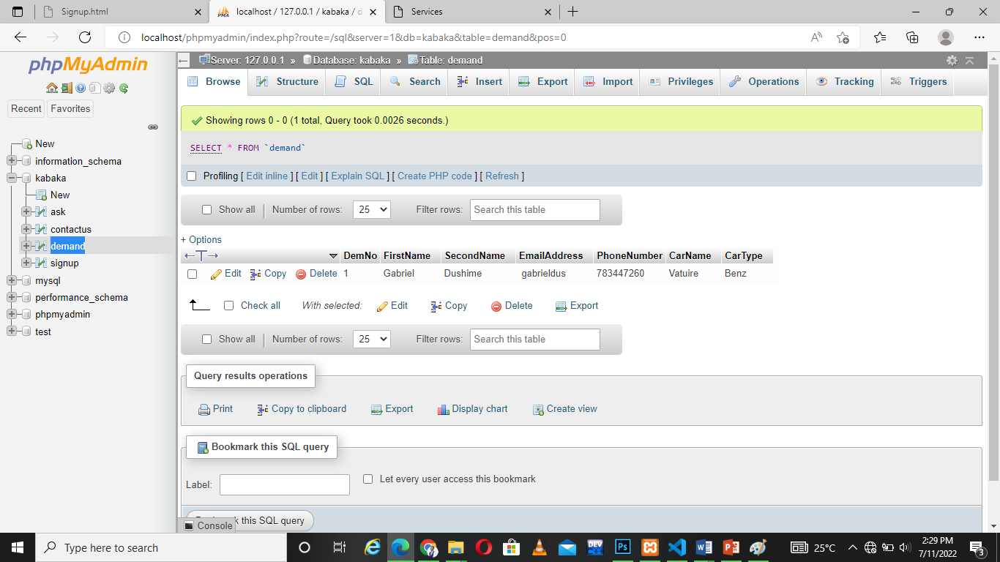 Signup.html
localhost / 127.0.0.1 / kabaka / d
Services
localhost/phpmyadmin/index.php?route=/sql&server=1&db=kabaka&table=demand&pos=0
phpMyAdmin
Recent Favorites
New
information_schema
kabaka
New
ask
contactus
demand
signup
mysql
performance_schema
phpmyadmin
test
Server: 127.0.0.1 » Database: kabaka » Table: demand
Browse Structure SQL Search Insert Export Import Privileges Operations Tracking Triggers
Showing rows 0 - 0 (1 total, Query took 0.0026 seconds.)
SELECT * FROM `demand`
Profiling [ Edit inline ] [ Edit ] [ Explain SQL ] [ Create PHP code ] [ Refresh ]
Show all Number of rows: 25 Filter rows: Search this table
+ Options
DemNo FirstName SecondName EmailAddress PhoneNumber CarName CarType
Edit Copy Delete 1 Gabriel Dushime gabrieldus 783447260 Vatuire Benz
Check all With selected: Edit Copy Delete Export
Show all Number of rows: 25 Filter rows: Search this table
Query results operations
Print Copy to clipboard Export Display chart Create view
Bookmark this SQL query
Label: Let every user access this bookmark
this SQL query
Console
Type here to search
DEV
Ps
25°C
2:29 PM
7/11/2022
3